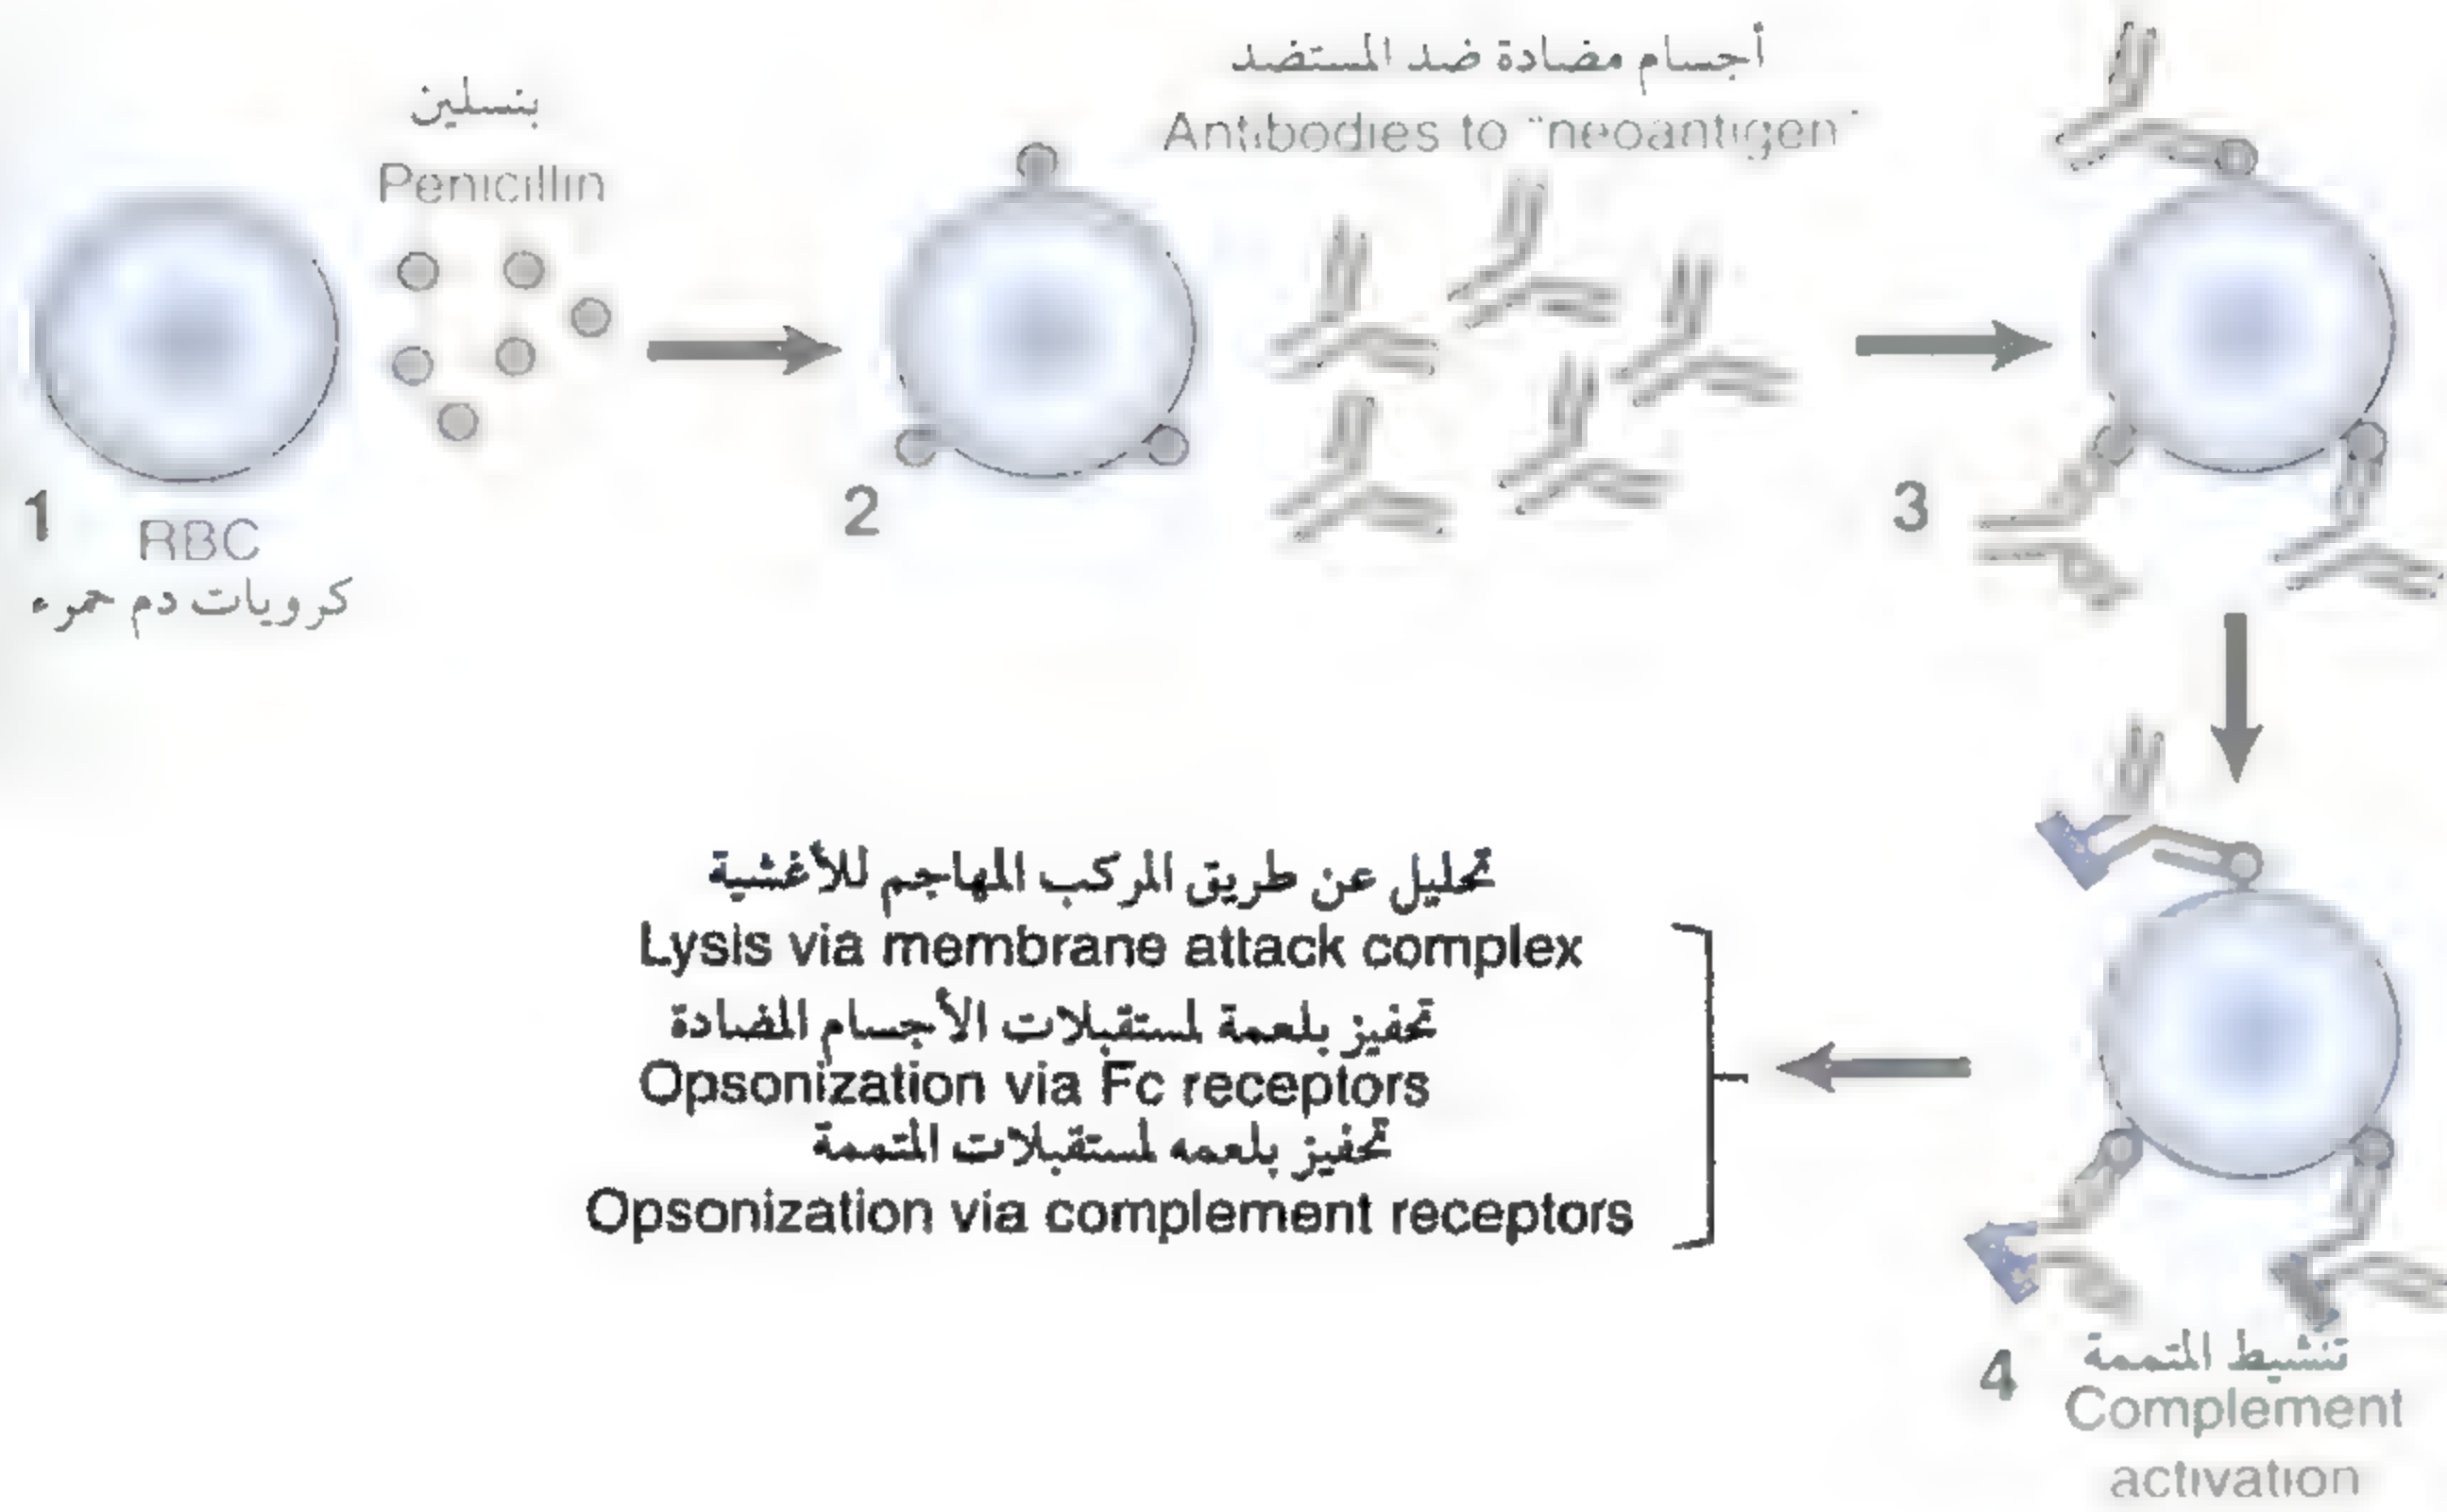 بنسلين
Penicillin
1
RBC
كرويات دم حمرء
2
أجسام مضادة ضد المستضد
Antibodies to "neoantigen"
3
4
تنشيط المتممة
Complement
activation
تحليل عن طريق المركب المهاجم للأغشية
Lysis via membrane attack complex
تحفيز بلعمة لمستقبلات الأجسام المضادة
Opsonization via Fc receptors
تحفيز بلعمه لمستقبلات المتممة
Opsonization via complement receptors